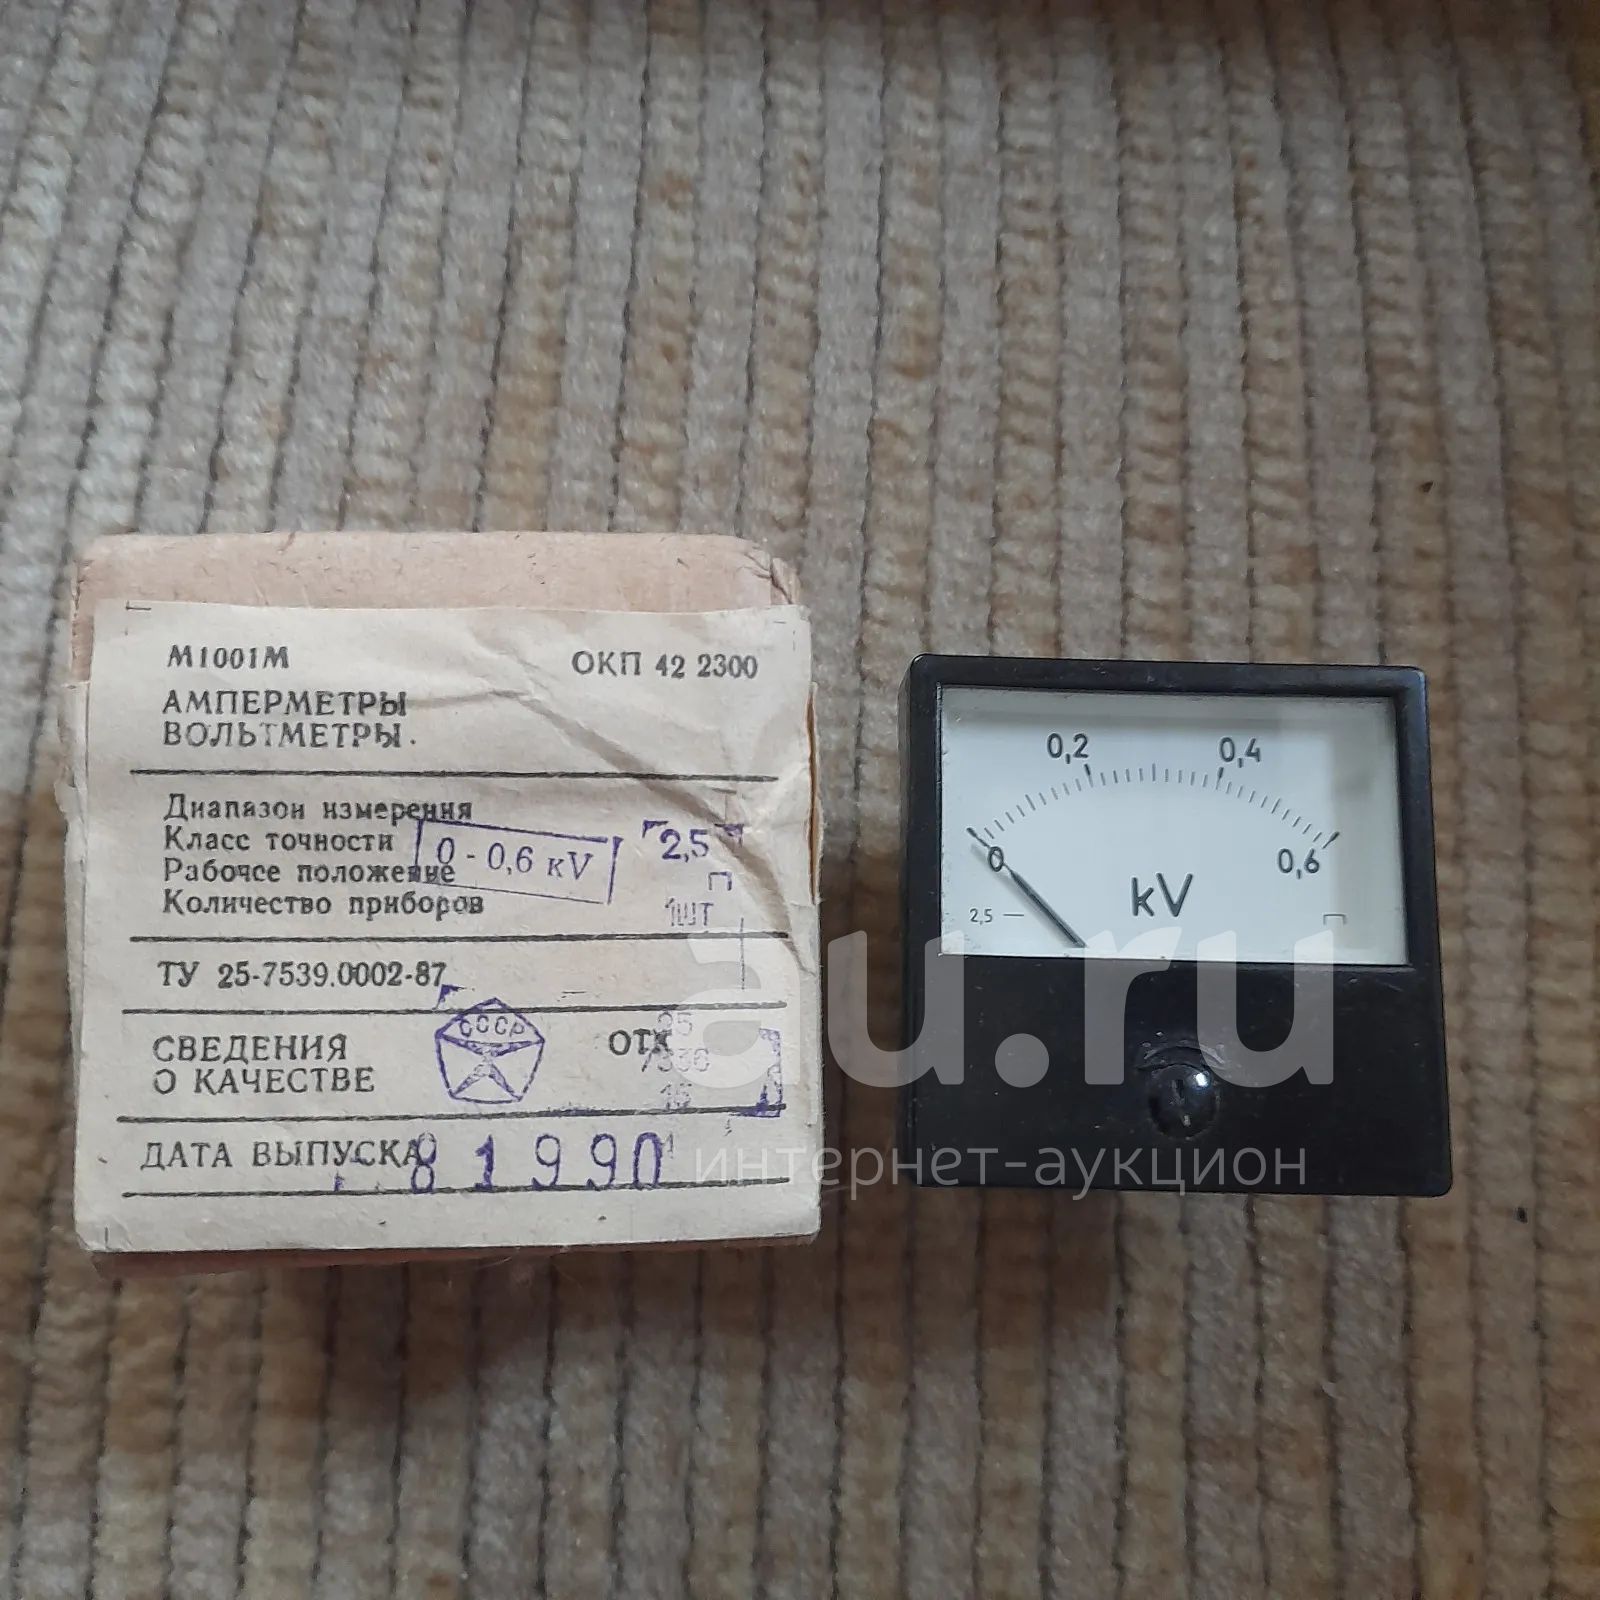 М1001М ОКП 42 2300
АМПЕРМЕТРЫ
ВОЛЬТМЕТРЫ.
Диапазон измерения
Класс точности 0 - 0,6 кV 2,5
Рабочее положение
Количество приборов 1ШТ
ТУ 25-7539.0002-87
СССР
СВЕДЕНИЯ ОТК
О КАЧЕСТВЕ
ДАТА ВЫПУСКА 8 1990
0,2 0,4
0 0,6
kV
2,5
au.ru
интернет-аукцион